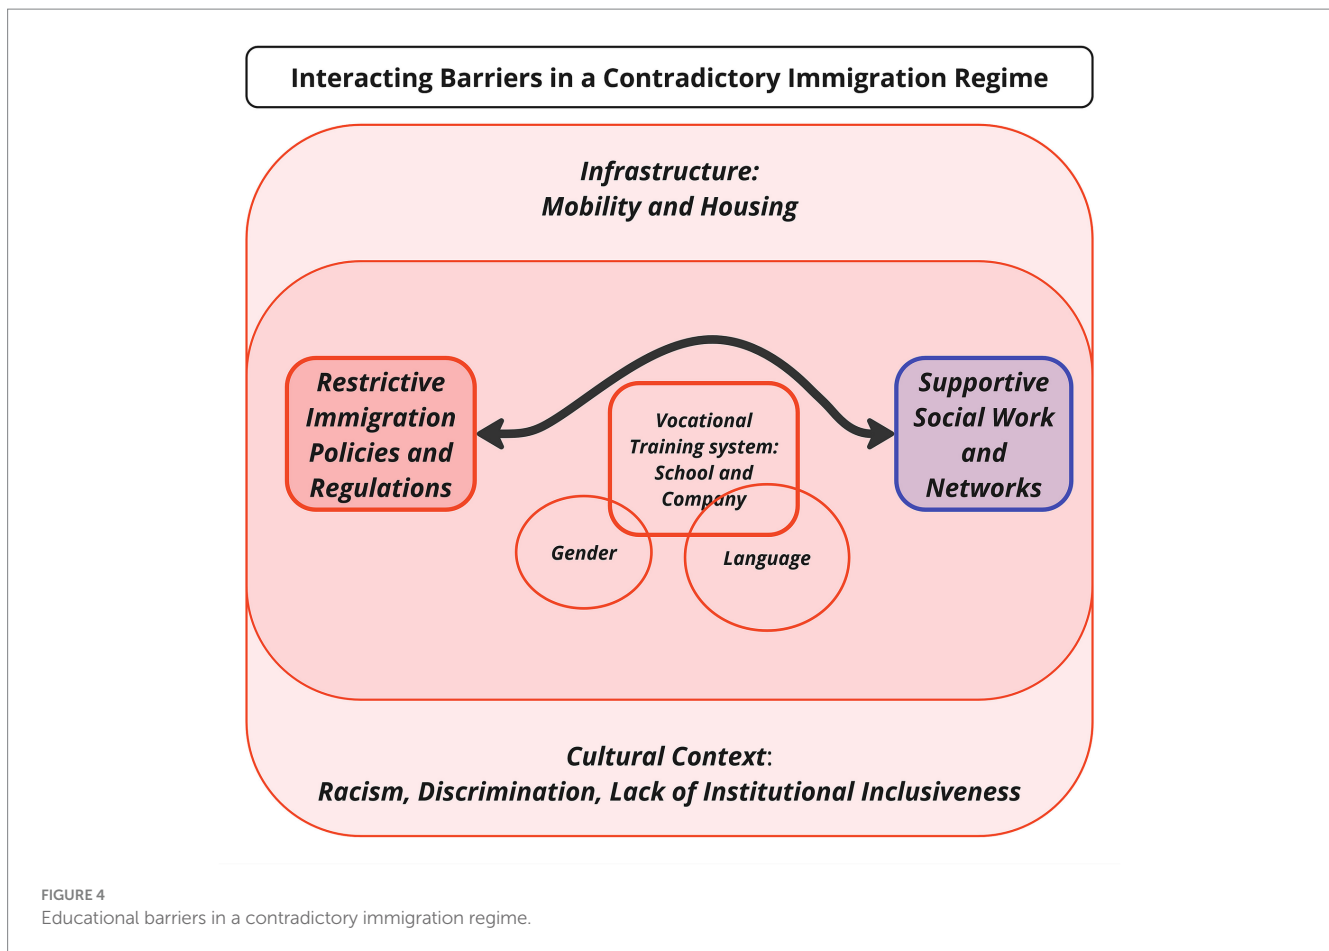 Interacting Barriers in a Contradictory Immigration Regime
Infrastructure:
Mobility and Housing
Restrictive
Immigration
Policies and
Regulations
Vocational
Training system:
School and
Company
Gender
Language
Supportive
Social Work
and
Networks
Cultural Context:
Racism, Discrimination, Lack of Institutional Inclusiveness
FIGURE 4
Educational barriers in a contradictory immigration regime.